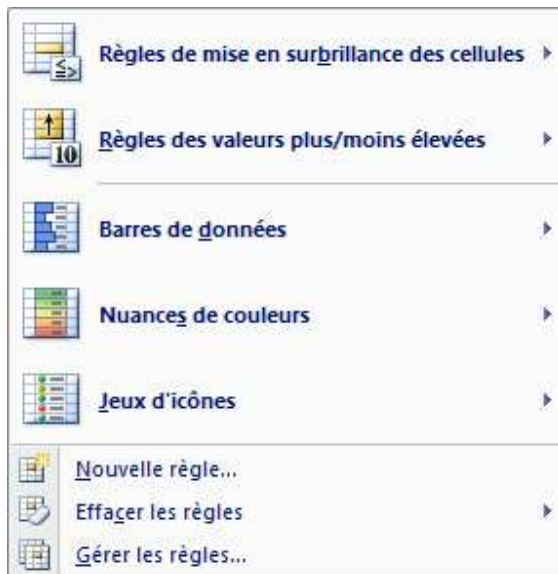 Règles de mise en surbrillance des cellules
Règles des valeurs plus/moins élevées
10
Barres de données
Nuances de couleurs
Jeux d'icônes
Nouvelle règle...
Effacer les règles
Gérer les règles...